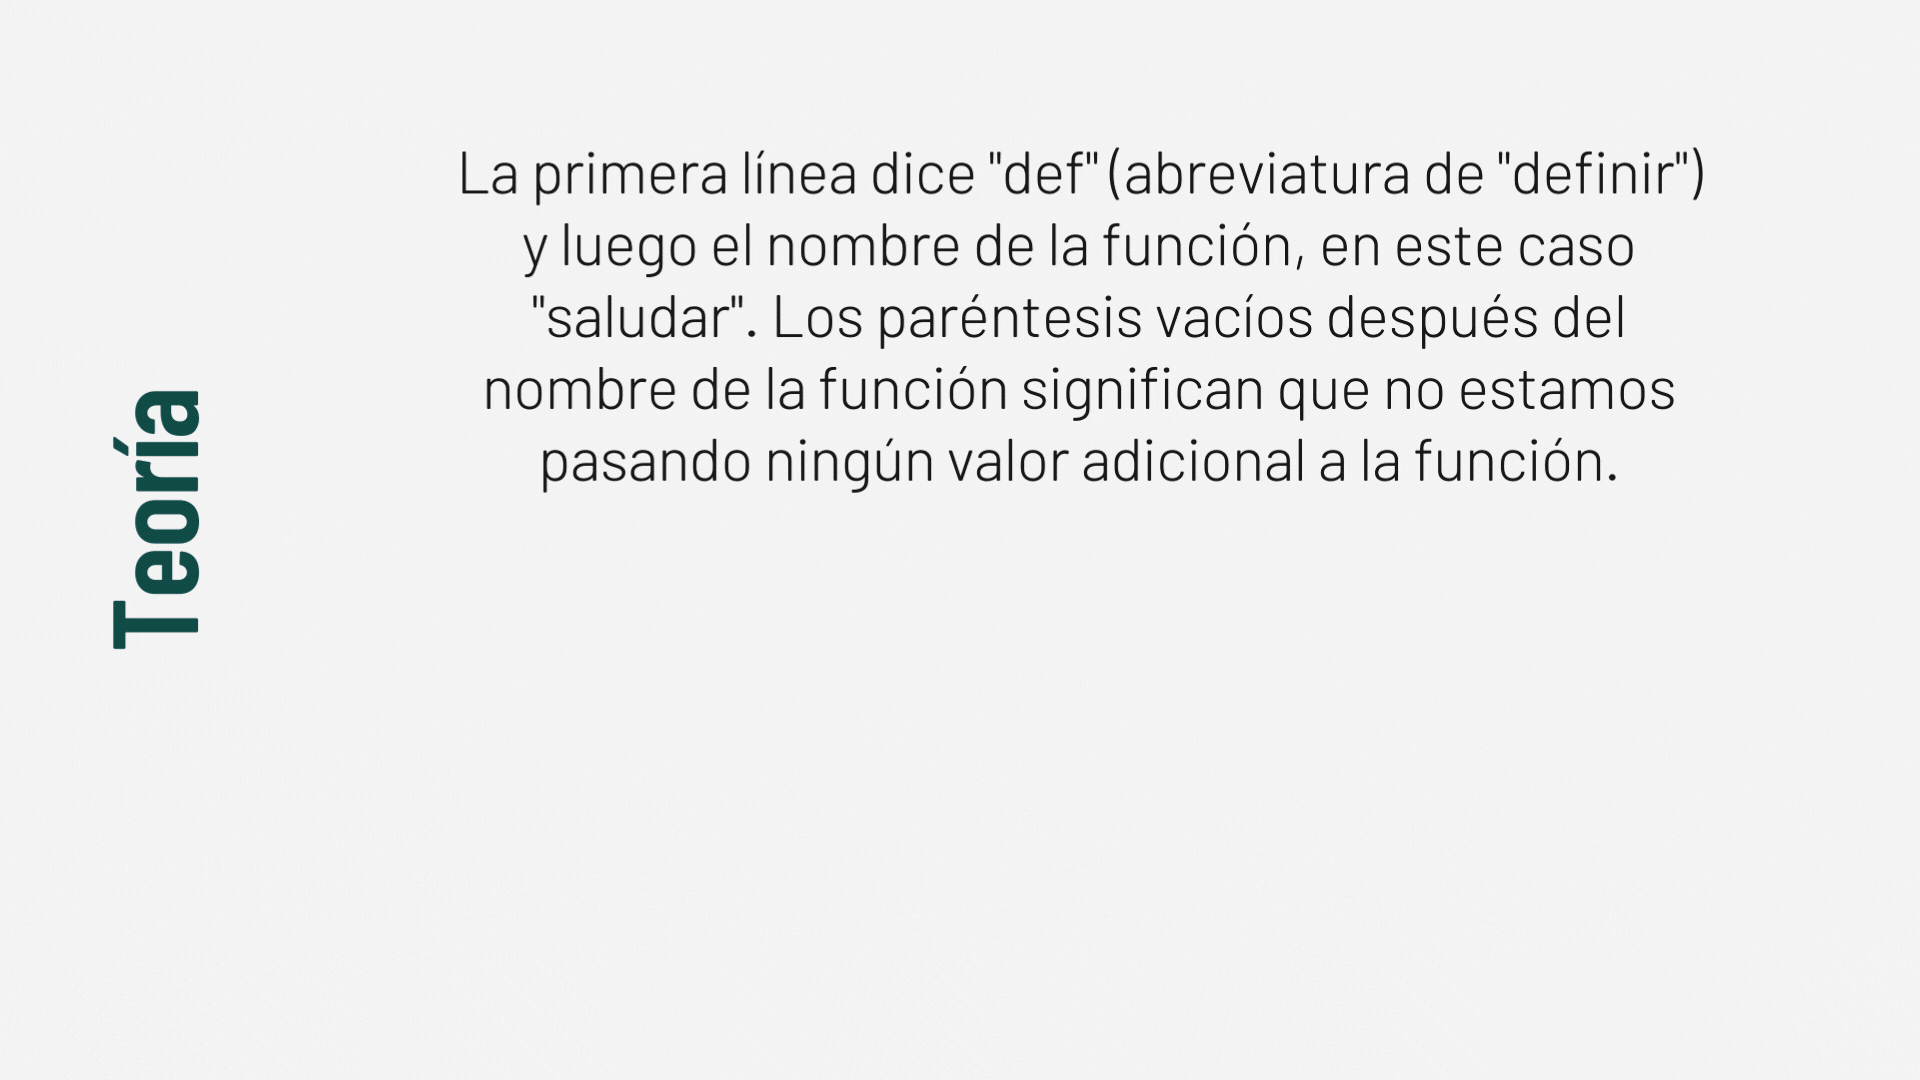 Teoría
La primera línea dice "def" (abreviatura de "definir")
y luego el nombre de la función, en este caso
"saludar". Los paréntesis vacíos después del
nombre de la función significan que no estamos
pasando ningún valor adicional a la función.